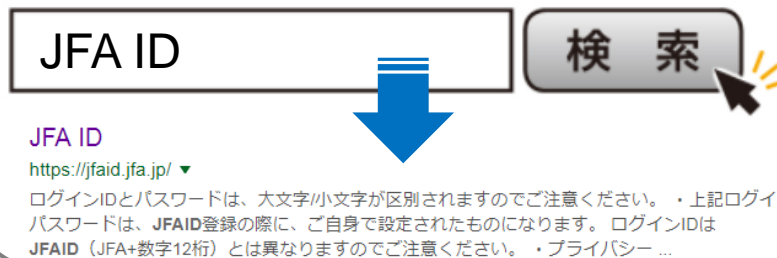 JFA ID
検 索
JFA ID
https://jfaid.jfa.jp/ ▼
ログインIDとパスワードは、大文字/小文字が区別されますのでご注意ください。 ・上記ログイ
パスワードは、JFAID登録の際に、ご自身で設定されたものになります。 ログインIDは
JFAID（JFA+数字12桁）とは異なりますのでご注意ください。 ・プライバシー ...